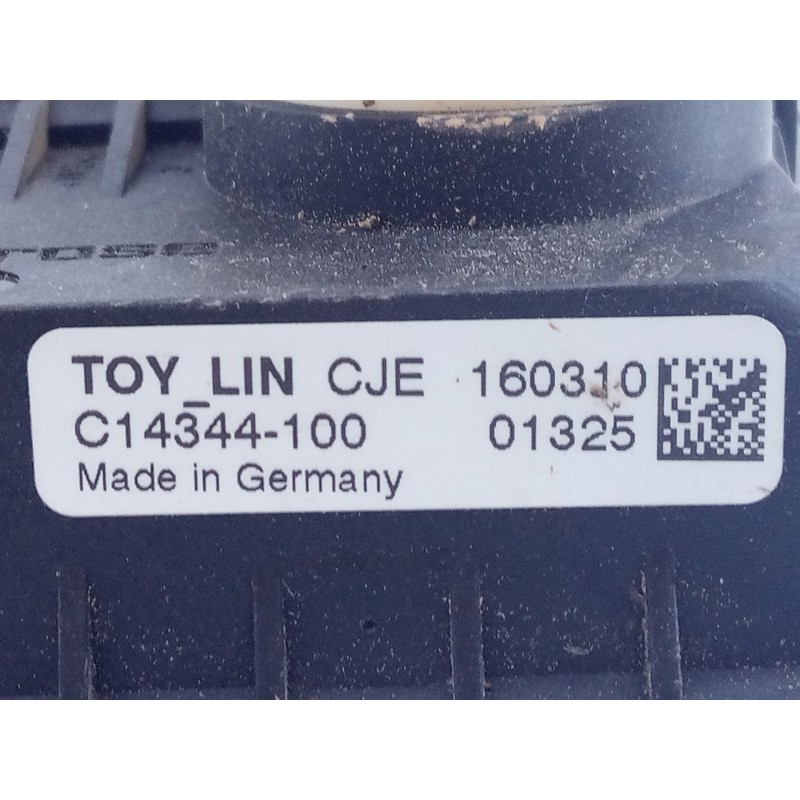 TOY_LIN CJE 160310
C14344-100 01325
Made in Germany